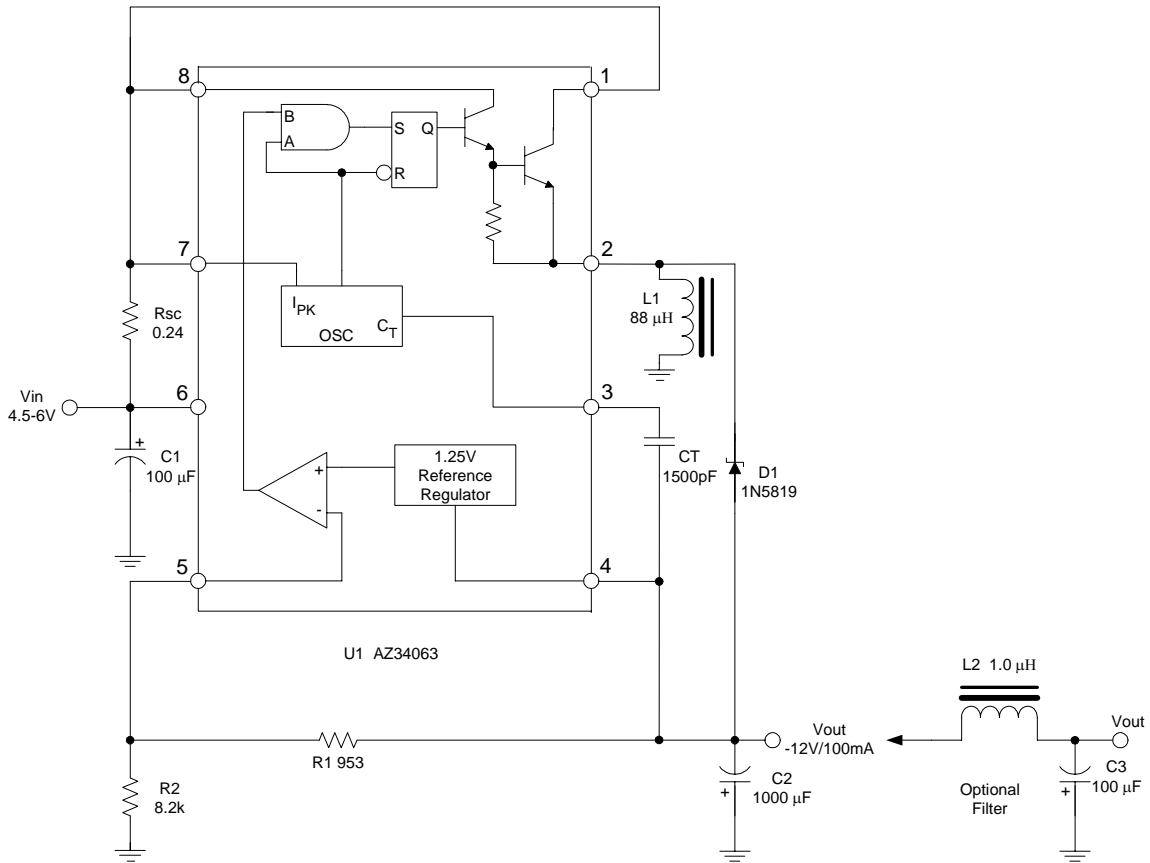 8
1
B
A
S
Q
R
7
2
I_PK
OSC
C_T
L1
88 μH
Rsc
0.24
Vin
4.5-6V
6
3
C1
100 μF
+
1.25V
Reference
Regulator
+
-
CT
1500pF
D1
1N5819
5
4
U1 AZ34063
L2 1.0 μH
Vout
-12V/100mA
Vout
R1 953
R2
8.2k
C2
1000 μF
+
Optional
Filter
C3
100 μF
+